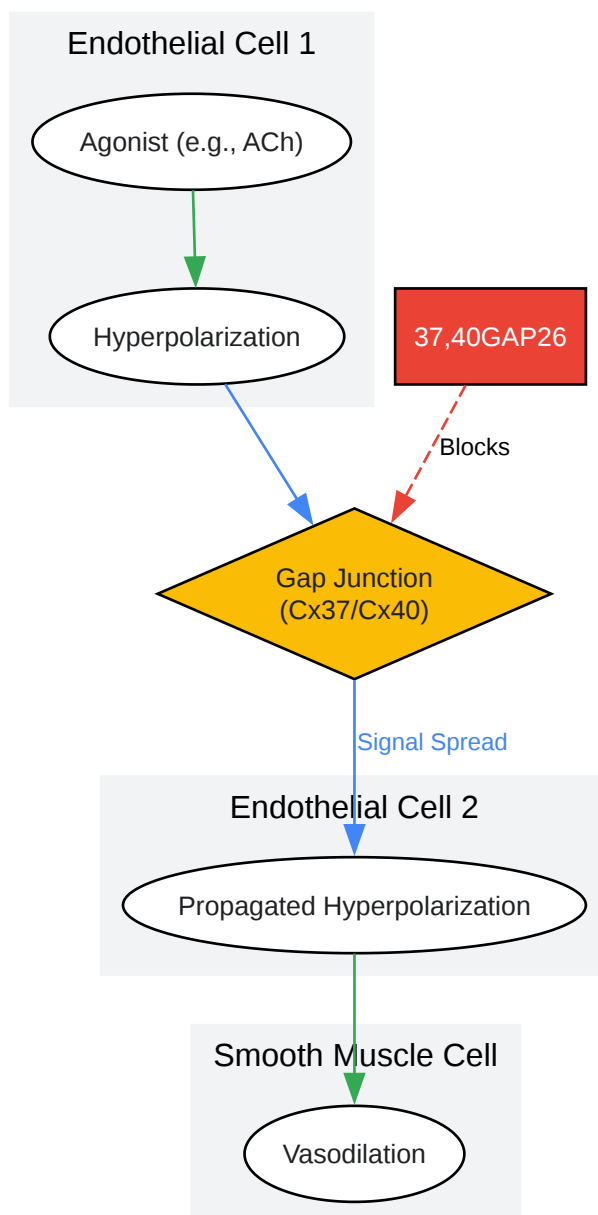 Endothelial Cell 1
Agonist (e.g., ACh)
Hyperpolarization
37,40GAP26
Blocks
Gap Junction
(Cx37/Cx40)
Signal Spread
Endothelial Cell 2
Propagated Hyperpolarization
Smooth Muscle Cell
Vasodilation